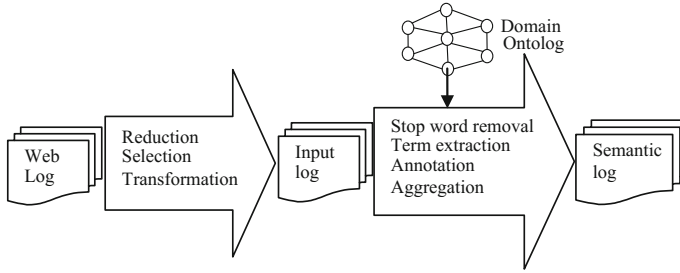 Domain
Ontolog
Web
Log
Reduction
Selection
Transformation
Input
log
Stop word removal
Term extraction
Annotation
Aggregation
Semantic
log